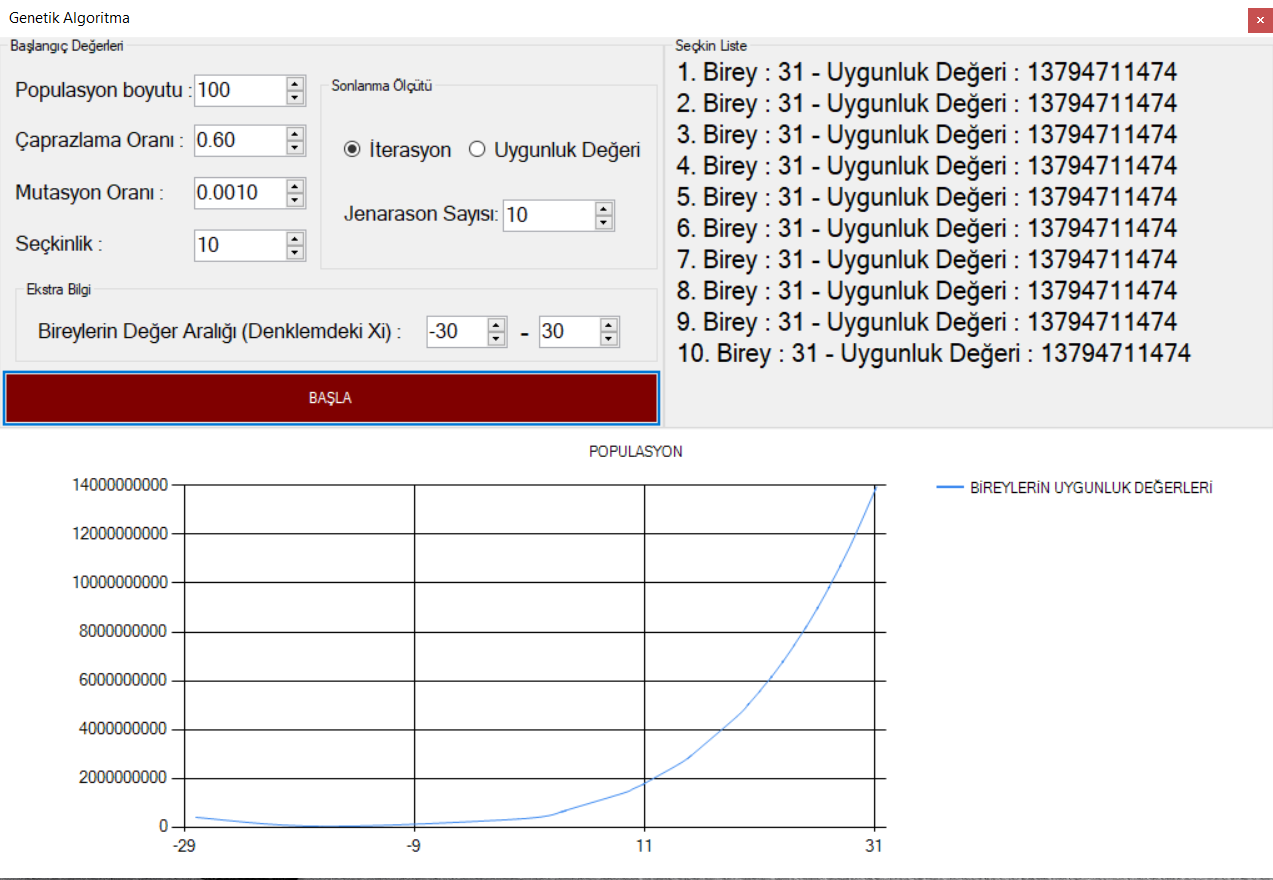 Genetik Algoritma
Başlangıç Değerleri
Populasyon boyutu : 100
Çaprazlama Oranı : 0.60
Mutasyon Oranı : 0.0010
Seçkinlik : 10
Sonlanma Ölçütü
İterasyon Uygunluk Değeri
Jenarason Sayısı: 10
Ekstra Bilgi
Bireylerin Değer Aralığı (Denklemdeki Xi) : -30 - 30
BAŞLA
Seçkin Liste
1. Birey : 31 - Uygunluk Değeri : 13794711474
2. Birey : 31 - Uygunluk Değeri : 13794711474
3. Birey : 31 - Uygunluk Değeri : 13794711474
4. Birey : 31 - Uygunluk Değeri : 13794711474
5. Birey : 31 - Uygunluk Değeri : 13794711474
6. Birey : 31 - Uygunluk Değeri : 13794711474
7. Birey : 31 - Uygunluk Değeri : 13794711474
8. Birey : 31 - Uygunluk Değeri : 13794711474
9. Birey : 31 - Uygunluk Değeri : 13794711474
10. Birey : 31 - Uygunluk Değeri : 13794711474
POPULASYON
14000000000
12000000000
10000000000
8000000000
6000000000
4000000000
2000000000
0
-29 -9 11 31
BİREYLERİN UYGUNLUK DEĞERLERİ